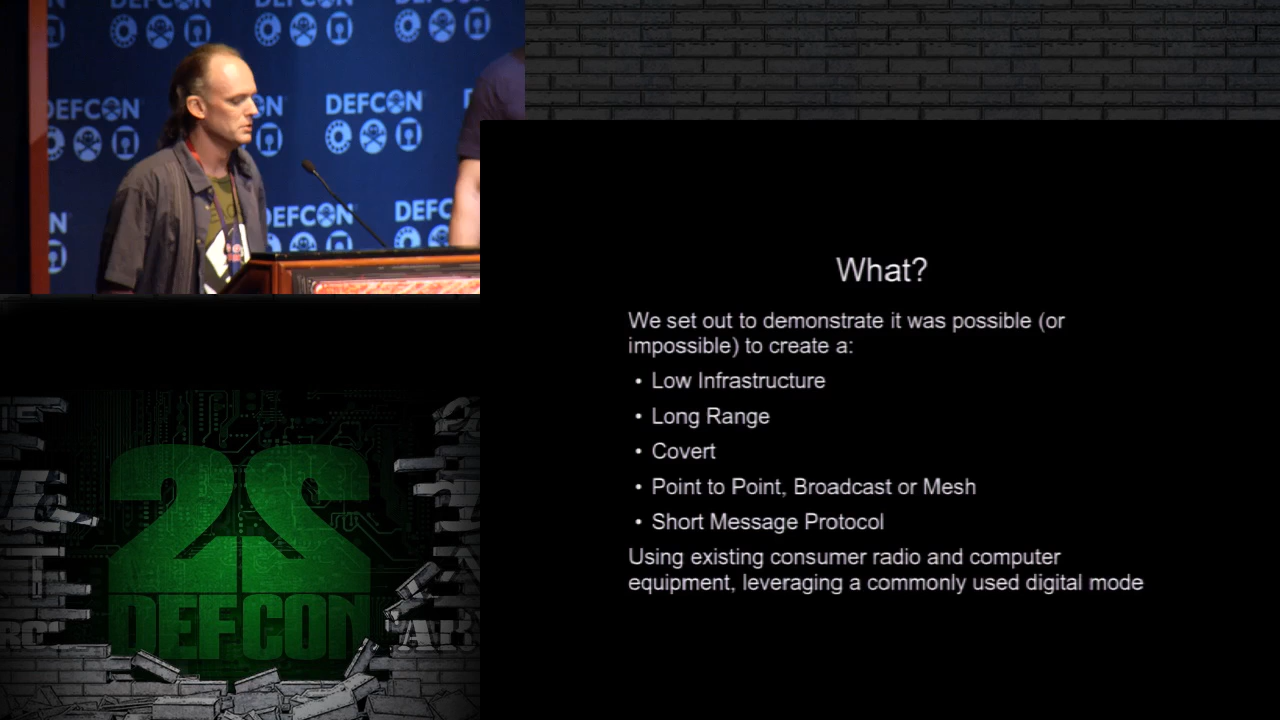 DEFCON
DEFCON
DEFCON
DEFC
What?
We set out to demonstrate it was possible (or
impossible) to create a:
• Low Infrastructure
• Long Range
• Covert
• Point to Point, Broadcast or Mesh
• Short Message Protocol
Using existing consumer radio and computer
equipment, leveraging a commonly used digital mode
22
DEFCON